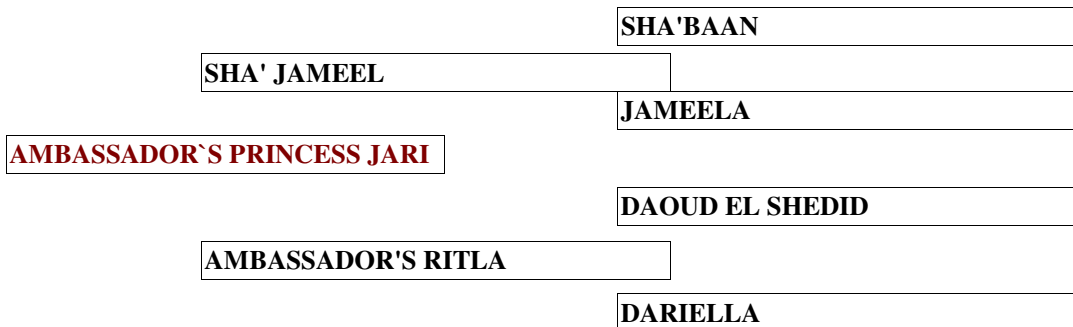 SHA'BAAN
SHA' JAMEEL
JAMEELA
AMBASSADOR`S PRINCESS JARI
DAOUD EL SHEDID
AMBASSADOR'S RITLA
DARIELLA